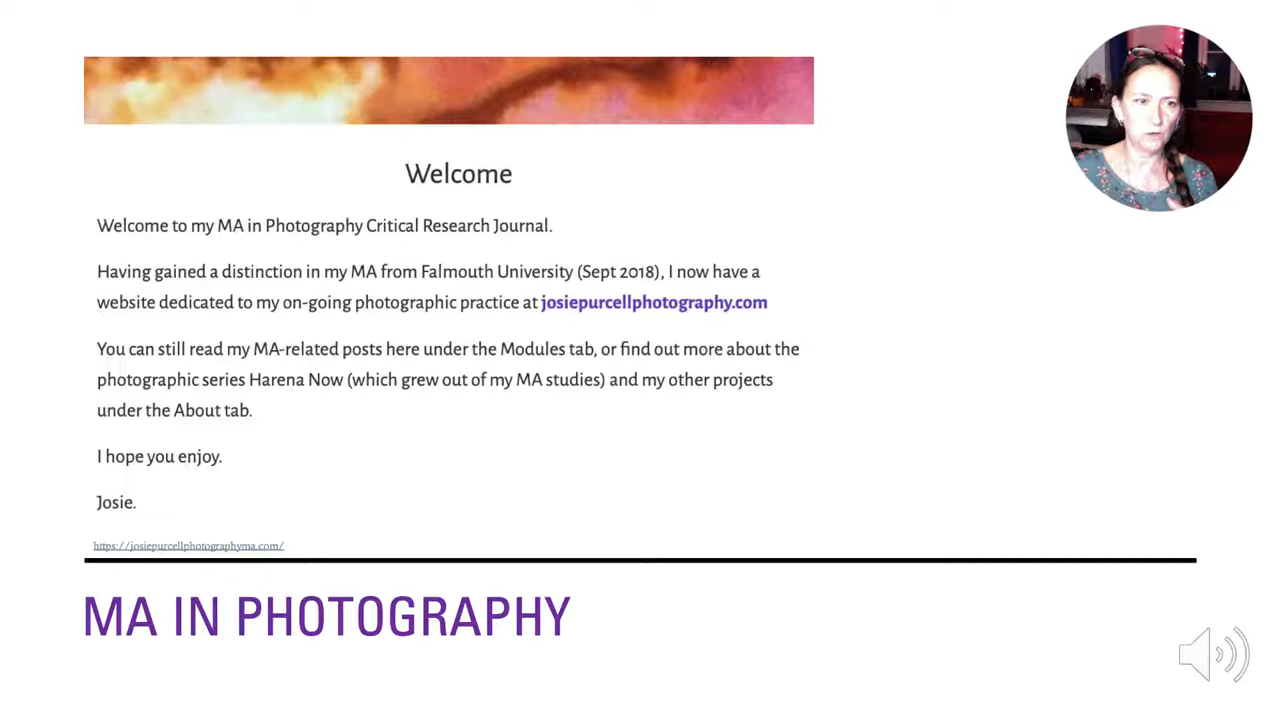 Welcome
Welcome to my MA in Photography Critical Research Journal.
Having gained a distinction in my MA from Falmouth University (Sept 2018), I now have a
website dedicated to my on-going photographic practice at josiepurcellphotography.com
You can still read my MA-related posts here under the Modules tab, or find out more about the
photographic series Harena Now (which grew out of my MA studies) and my other projects
under the About tab.
I hope you enjoy.
Josie.
https://josiepurcellphotographyma.com/
MA IN PHOTOGRAPHY